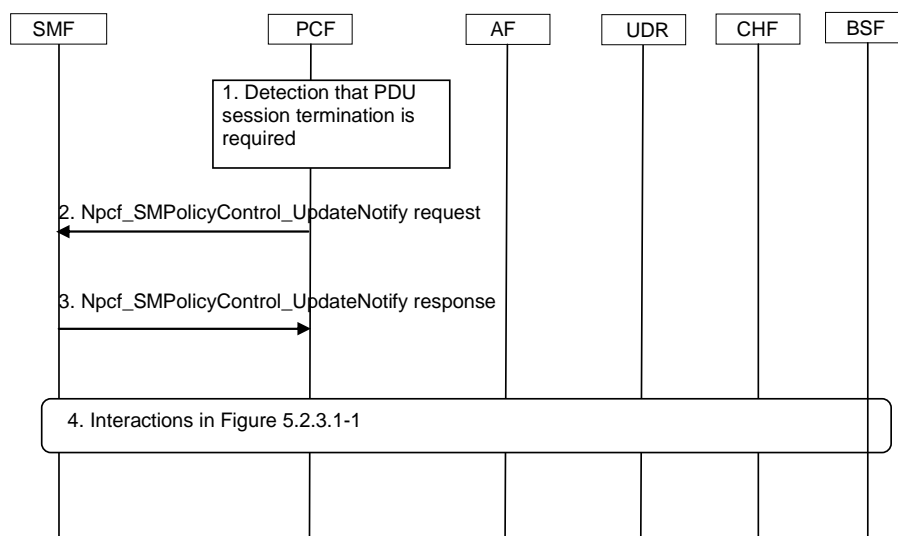 SMF PCF AF UDR CHF BSF
1. Detection that PDU
session termination is
required
2. Npcf_SMPolicyControl_UpdateNotify request
3. Npcf_SMPolicyControl_UpdateNotify response
4. Interactions in Figure 5.2.3.1-1